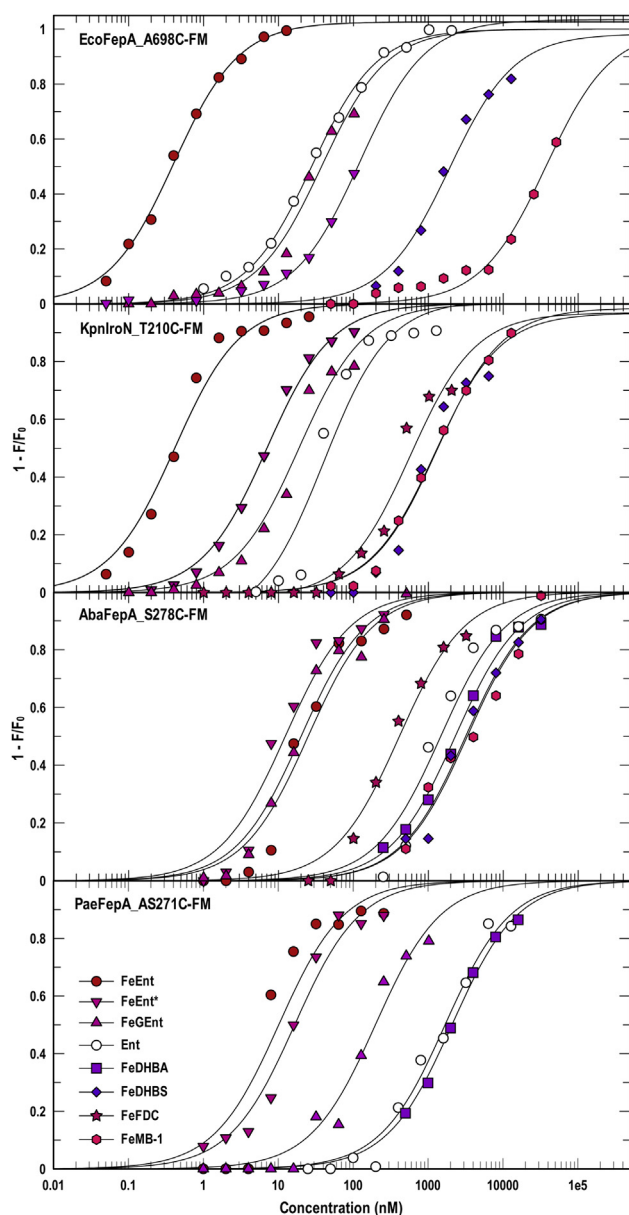 EcoFepA_A698C-FM
1
0.8
0.6
0.4
0.2
0
KpnIroN_T210C-FM
0.8
0.6
0.4
0.2
0
1 - F/F0
AbaFepA_S278C-FM
0.8
0.6
0.4
0.2
0
1 - F/F0
PaeFepA_AS271C-FM
0.8
0.6
0.4
0.2
0
FeEnt
FeEnt*
FeGEnt
Ent
FeDHBA
FeDHBS
FeFDC
FeMB-1
0.01 0.1 1 10 100 1000 10000 1e5
Concentration (nM)